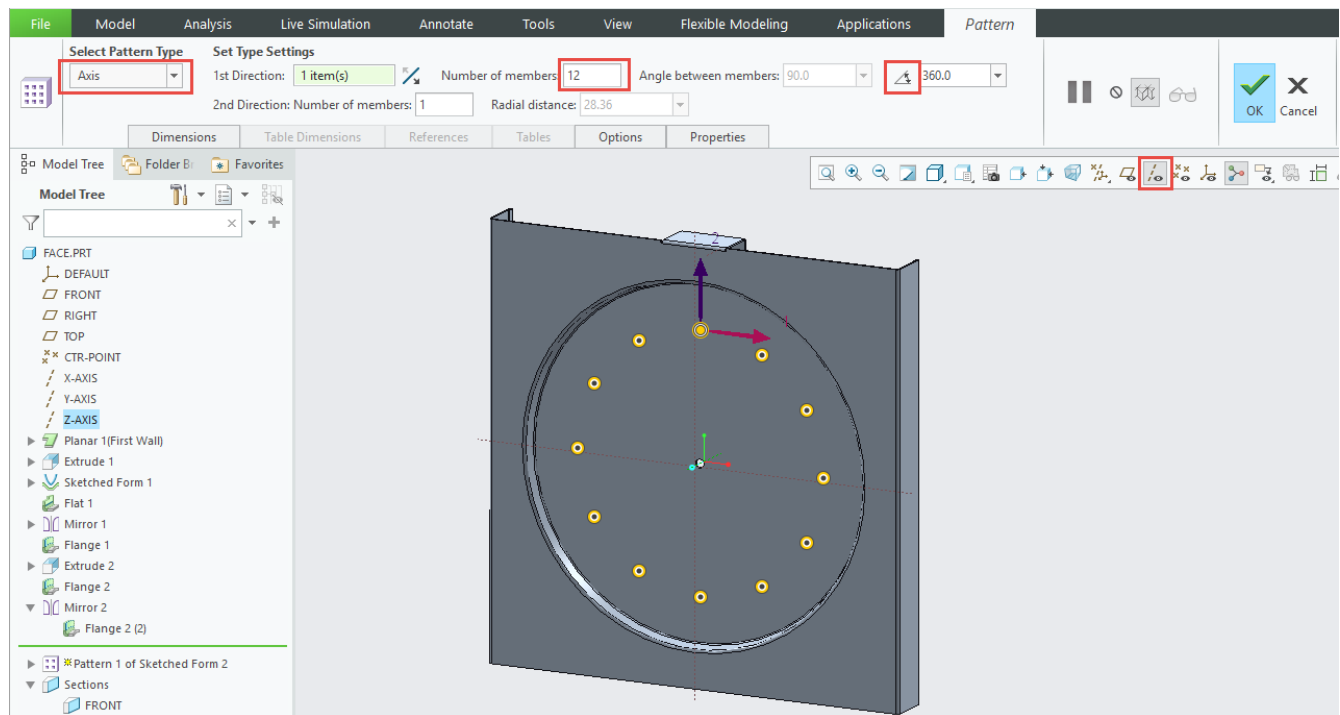 File Model Analysis Live Simulation Annotate Tools View Flexible Modeling Applications Pattern
Select Pattern Type Set Type Settings
Axis 1st Direction: 1 item(s) Number of members: 12 Angle between members: 90.0 360.0
2nd Direction: Number of members: 1 Radial distance: 28.36
OK Cancel
Dimensions Table Dimensions References Tables Options Properties
Model Tree Folder Br Favorites
Model Tree
FACE.PRT
DEFAULT
FRONT
RIGHT
TOP
CTR-POINT
X-AXIS
Y-AXIS
Z-AXIS
Planar 1(First Wall)
Extrude 1
Sketched Form 1
Flat 1
Mirror 1
Flange 1
Extrude 2
Flange 2
Mirror 2
Flange 2 (2)
Pattern 1 of Sketched Form 2
Sections
FRONT
2
1